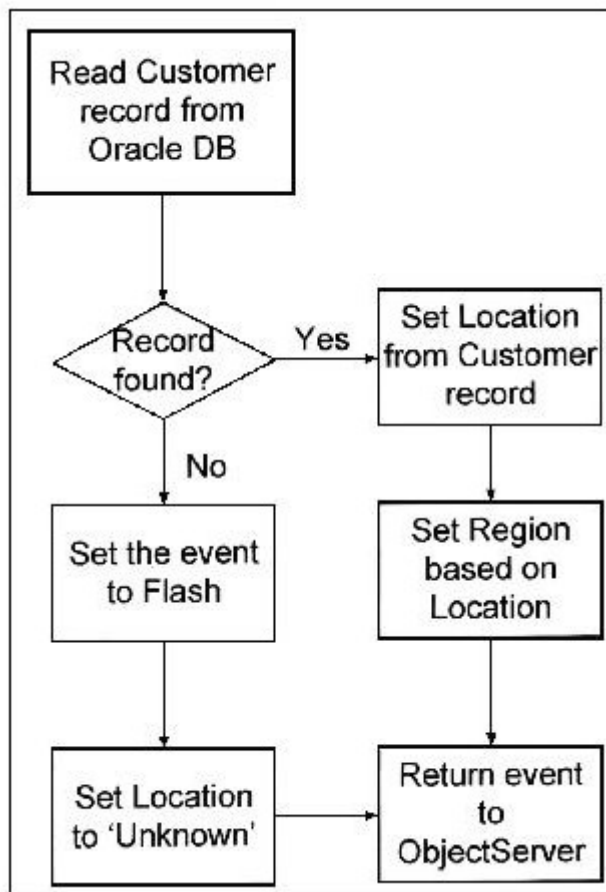 Read Customer
record from
Oracle DB
Record
found?
Yes
Set Location
from Customer
record
No
Set the event
to Flash
Set Region
based on
Location
Set Location
to 'Unknown'
Return event
to
ObjectServer